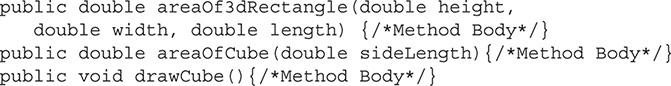 public double areaOf3dRectangle(double height,
   double width, double length) {/*Method Body*/}
public double areaOfCube(double sideLength){/*Method Body*/}
public void drawCube(){/*Method Body*/}